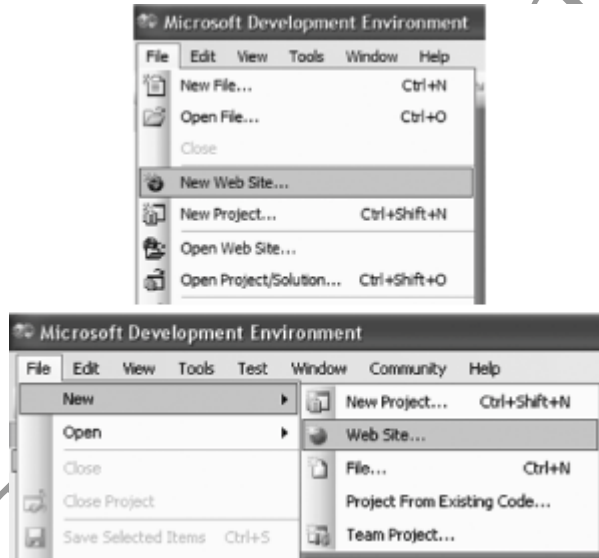 Microsoft Development Environment
File Edit View Tools Window Help
New File... Ctrl+N
Open File... Ctrl+O
Close
New Web Site...
New Project... Ctrl+Shift+N
Open Web Site...
Open Project/Solution... Ctrl+Shift+O
Microsoft Development Environment
File Edit View Tools Test Window Community Help
New New Project... Ctrl+Shift+N
Open Web Site...
Close File... Ctrl+N
Close Project Project From Existing Code...
Save Selected Items Ctrl+S Team Project...